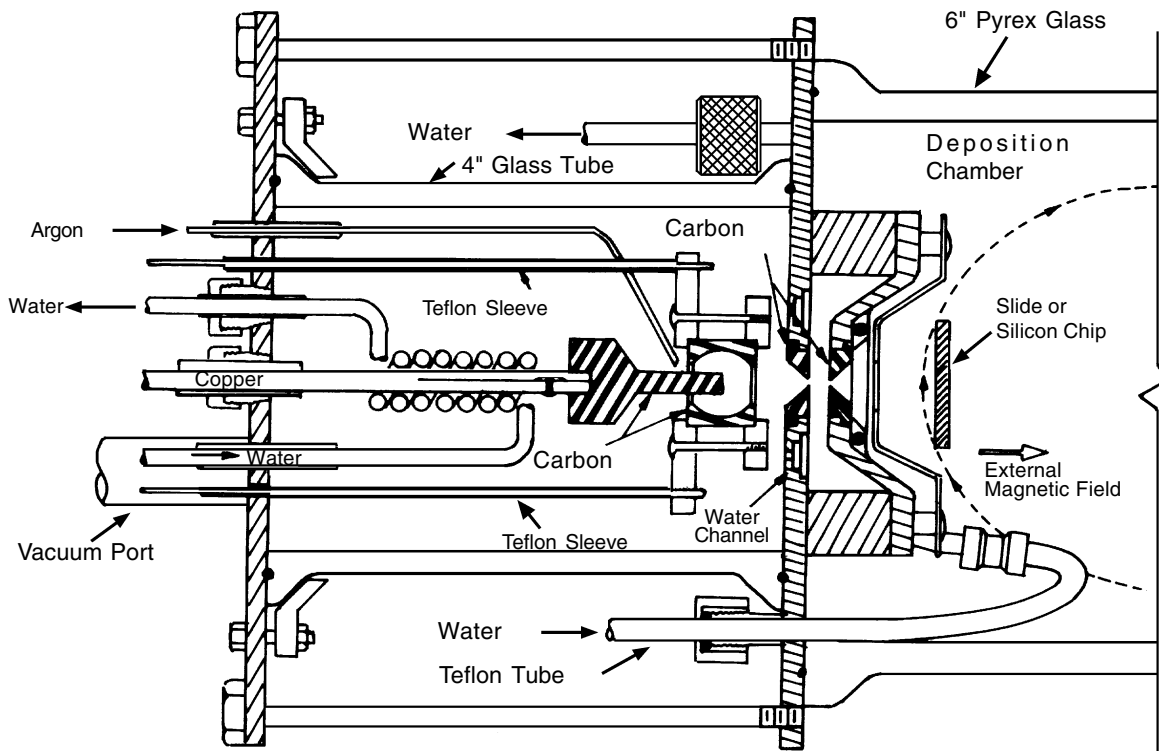 6" Pyrex Glass
Water
4" Glass Tube
Deposition
Chamber
Argon
Carbon
Teflon Sleeve
Water
Slide or
Silicon Chip
Copper
Water
Carbon
External
Magnetic Field
Water
Channel
Vacuum Port
Teflon Sleeve
Water
Teflon Tube